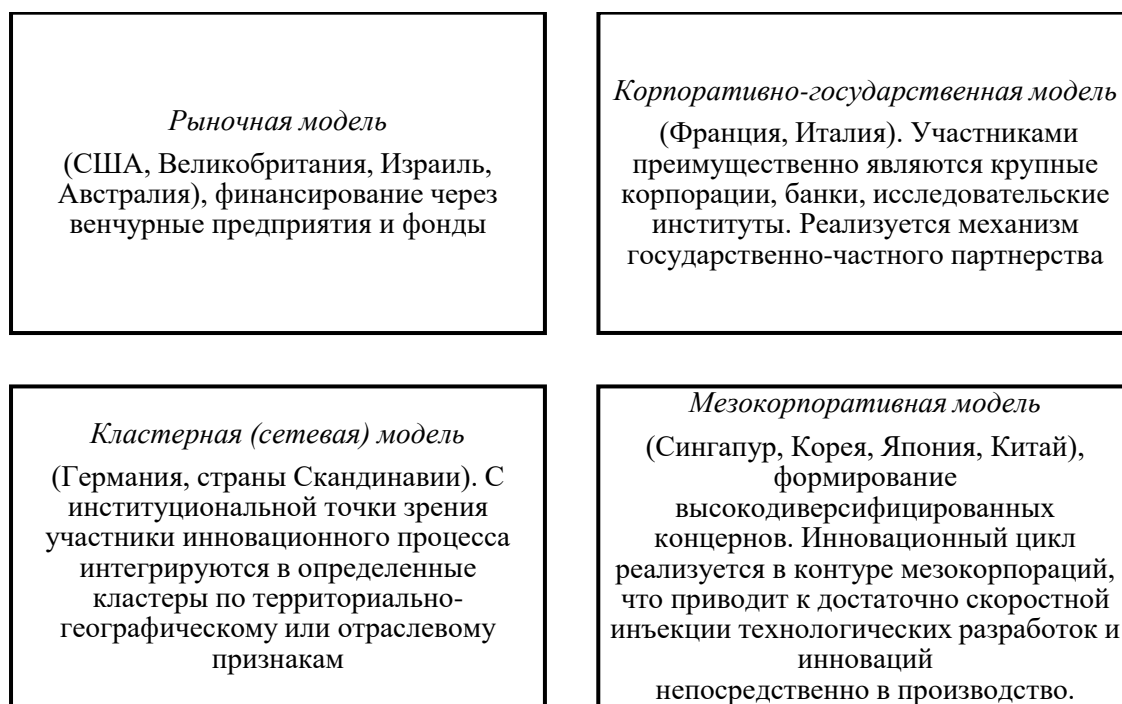 Рыночная модель
(США, Великобритания, Израиль,
Австралия), финансирование через
венчурные предприятия и фонды
Корпоративно-государственная модель
(Франция, Италия). Участниками
преимущественно являются крупные
корпорации, банки, исследовательские
институты. Реализуется механизм
государственно-частного партнерства
Кластерная (сетевая) модель
(Германия, страны Скандинавии). С
институциональной точки зрения
участники инновационного процесса
интегрируются в определенные
кластеры по территориально-
географическому или отраслевому
признакам
Мезокорпоративная модель
(Сингапур, Корея, Япония, Китай),
формирование
высокодиверсифицированных
концернов. Инновационный цикл
реализуется в контуре мезокорпораций,
что приводит к достаточно скоростной
инъекции технологических разработок и
инноваций
непосредственно в производство.